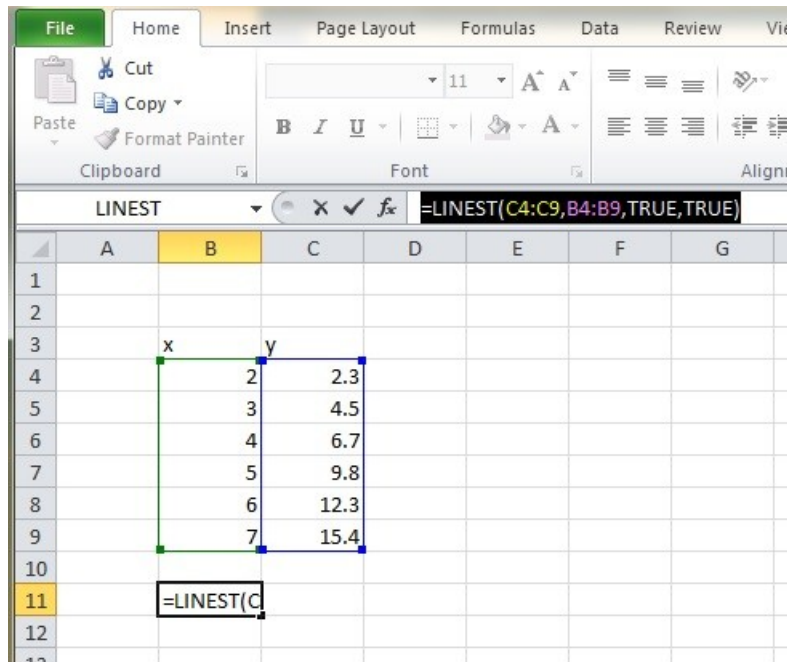 File Home Insert Page Layout Formulas Data Review
Cut
Copy
Paste
Format Painter
11 A A
B I U A
Clipboard Font
LINEST fx =LINEST(C4:C9,B4:B9,TRUE,TRUE)
A B C D E F G
1
2
3 x y
4 2 2.3
5 3 4.5
6 4 6.7
7 5 9.8
8 6 12.3
9 7 15.4
10
11 =LINEST(C
12